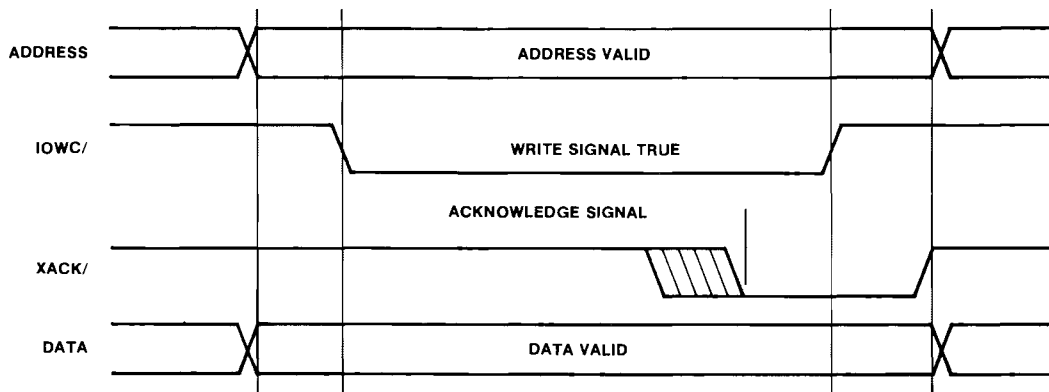 ADDRESS
ADDRESS VALID
IOWC/
WRITE SIGNAL TRUE
ACKNOWLEDGE SIGNAL
XACK/
DATA
DATA VALID